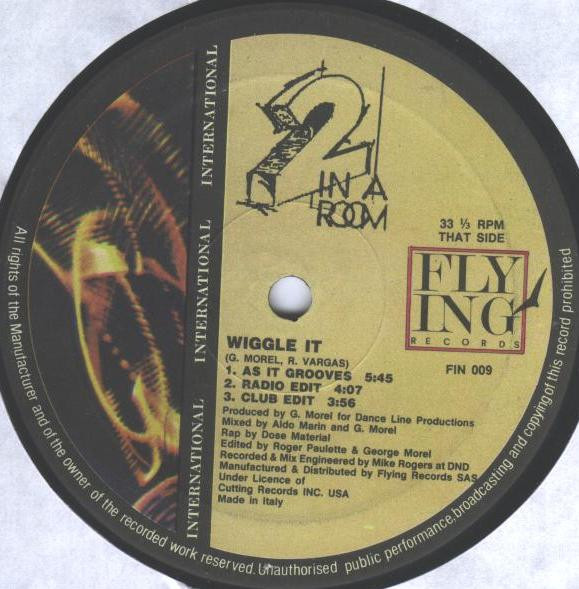 2
IN A
ROOM
33 ⅓ RPM
THAT SIDE
FLY
ING
RECORDS
FIN 009
WIGGLE IT
(G. MOREL, R. VARGAS)
1. AS IT GROOVES 5:45
2. RADIO EDIT 4:07
3. CLUB EDIT 3:56
Produced by G. Morel for Dance Line Productions
Mixed by Aldo Marin and G. Morel
Rap by Dose Material
Edited by Roger Paulette & George Morel
Recorded & Mix Engineered by Mike Rogers at DND
Manufactured & Distributed by Flying Records SAS
Under Licence of
Cutting Records INC. USA
Made in Italy
INTERNATIONAL
INTERNATIONAL
INTERNATIONAL
All rights of the Manufacturer and of the owner of the recorded work reserved. Unauthorised public performance, broadcasting and copying of this record prohibited